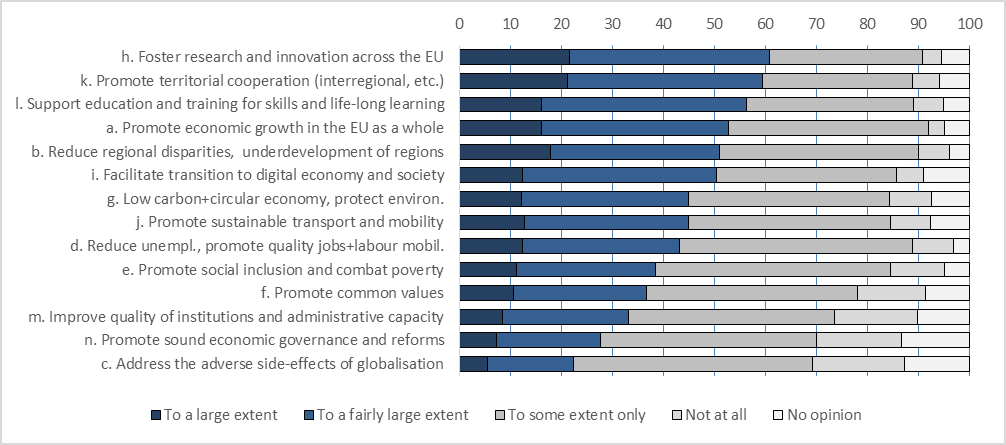 0 10 20 30 40 50 60 70 80 90 100
h. Foster research and innovation across the EU
k. Promote territorial cooperation (interregional, etc.)
l. Support education and training for skills and life-long learning
a. Promote economic growth in the EU as a whole
b. Reduce regional disparities, underdevelopment of regions
i. Facilitate transition to digital economy and society
g. Low carbon+circular economy, protect environ.
j. Promote sustainable transport and mobility
d. Reduce unempl., promote quality jobs+labour mobil.
e. Promote social inclusion and combat poverty
f. Promote common values
m. Improve quality of institutions and administrative capacity
n. Promote sound economic governance and reforms
c. Address the adverse side-effects of globalisation
To a large extent To a fairly large extent To some extent only Not at all No opinion